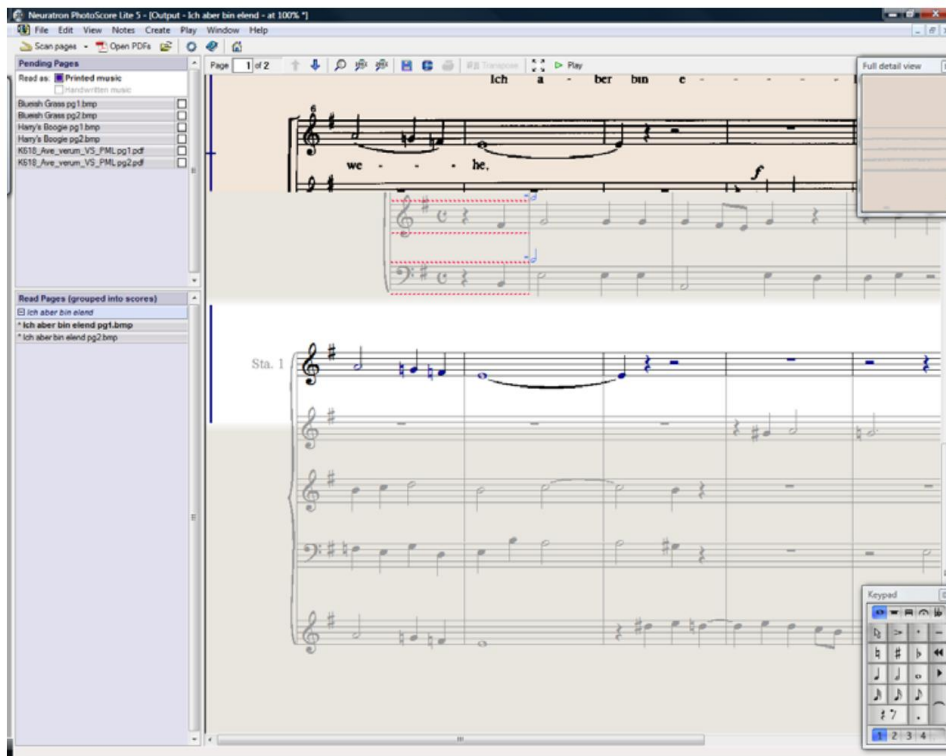 Neuratron PhotoScore Lite 5 - [Output - Ich aber bin elend - at 100% *]
File Edit View Notes Create Play Window Help
Scan pages Open PDFs
Pending Pages
Read as: Printed music
Handwritten music
Bluesh Grass pg1.bmp
Bluesh Grass pg2.bmp
Harry's Boogie pg1.bmp
Harry's Boogie pg2.bmp
K618_Ave_verum_VS_PML pg1.pdf
K618_Ave_verum_VS_PML pg2.pdf
Read Pages (grouped into scores)
Ich aber bin elend
* Ich aber bin elend pg1.bmp
* Ich aber bin elend pg2.bmp
Page 1 of 2 Transpose Play
Ich a - ber bin e - - - -
6
we - - - he,
f
Sta. 1
Full detail view
Keypad
1 2 3 4